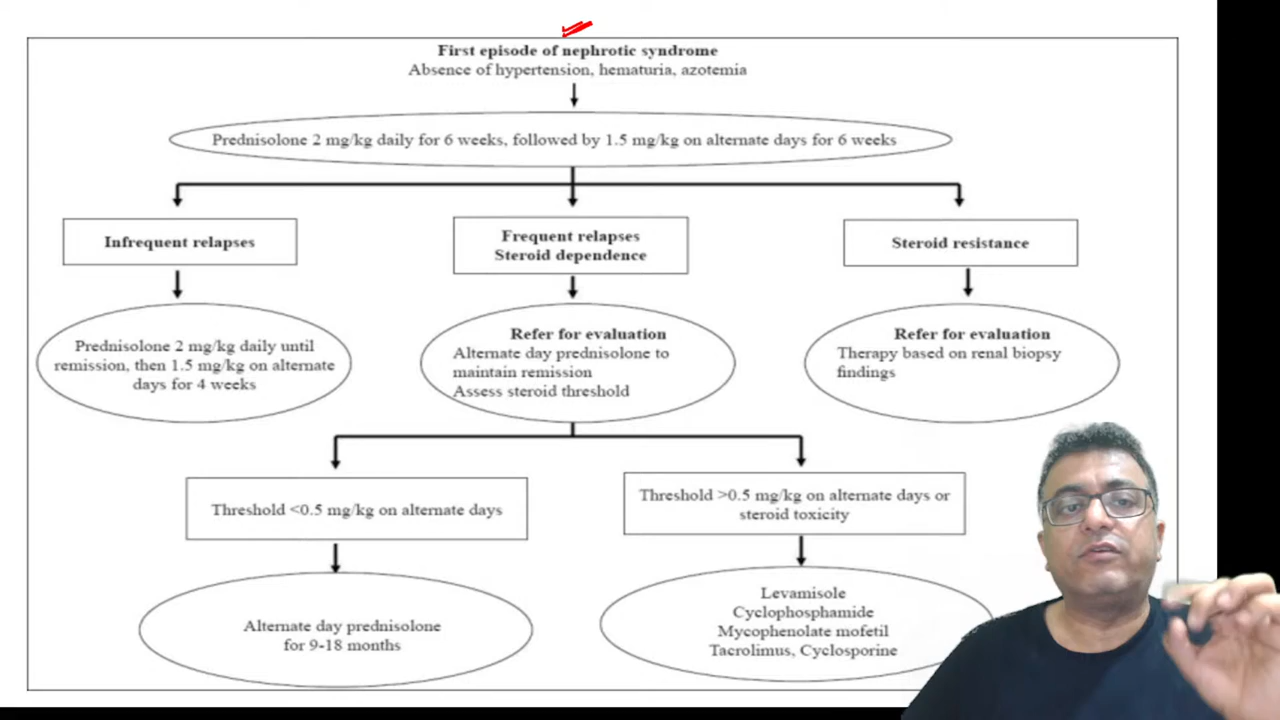 First episode of nephrotic syndrome
Absence of hypertension, hematuria, azotemia
Prednisolone 2 mg/kg daily for 6 weeks, followed by 1.5 mg/kg on alternate days for 6 weeks
Infrequent relapses
Frequent relapses
Steroid dependence
Steroid resistance
Prednisolone 2 mg/kg daily until
remission, then 1.5 mg/kg on alternate
days for 4 weeks
Refer for evaluation
Alternate day prednisolone to
maintain remission
Assess steroid threshold
Refer for evaluation
Therapy based on renal biopsy
findings
Threshold <0.5 mg/kg on alternate days
Threshold >0.5 mg/kg on alternate days or
steroid toxicity
Alternate day prednisolone
for 9-18 months
Levamisole
Cyclophosphamide
Mycophenolate mofetil
Tacrolimus, Cyclosporine